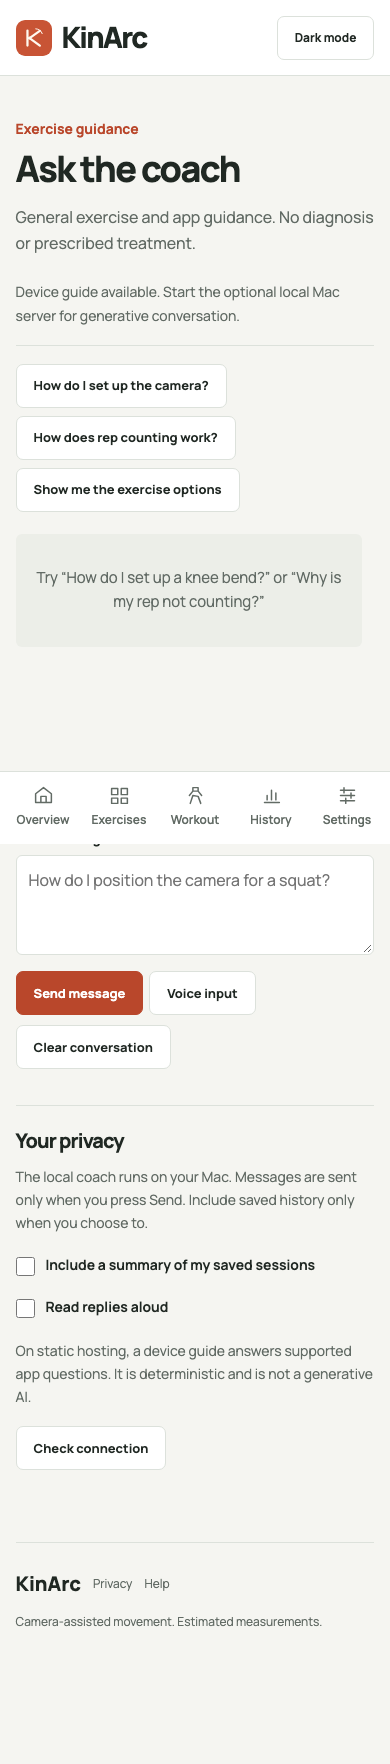 KinArc
Dark mode
Exercise guidance
Ask the coach
General exercise and app guidance. No diagnosis
or prescribed treatment.
Device guide available. Start the optional local Mac
server for generative conversation.
How do I set up the camera?
How does rep counting work?
Show me the exercise options
Try “How do I set up a knee bend?” or “Why is
my rep not counting?”
Overview
Exercises
Workout
History
Settings
How do I position the camera for a squat?
Send message
Voice input
Clear conversation
Your privacy
The local coach runs on your Mac. Messages are sent
only when you press Send. Include saved history only
when you choose to.
Include a summary of my saved sessions
Read replies aloud
On static hosting, a device guide answers supported
app questions. It is deterministic and is not a generative
AI.
Check connection
KinArc Privacy Help
Camera-assisted movement. Estimated measurements.